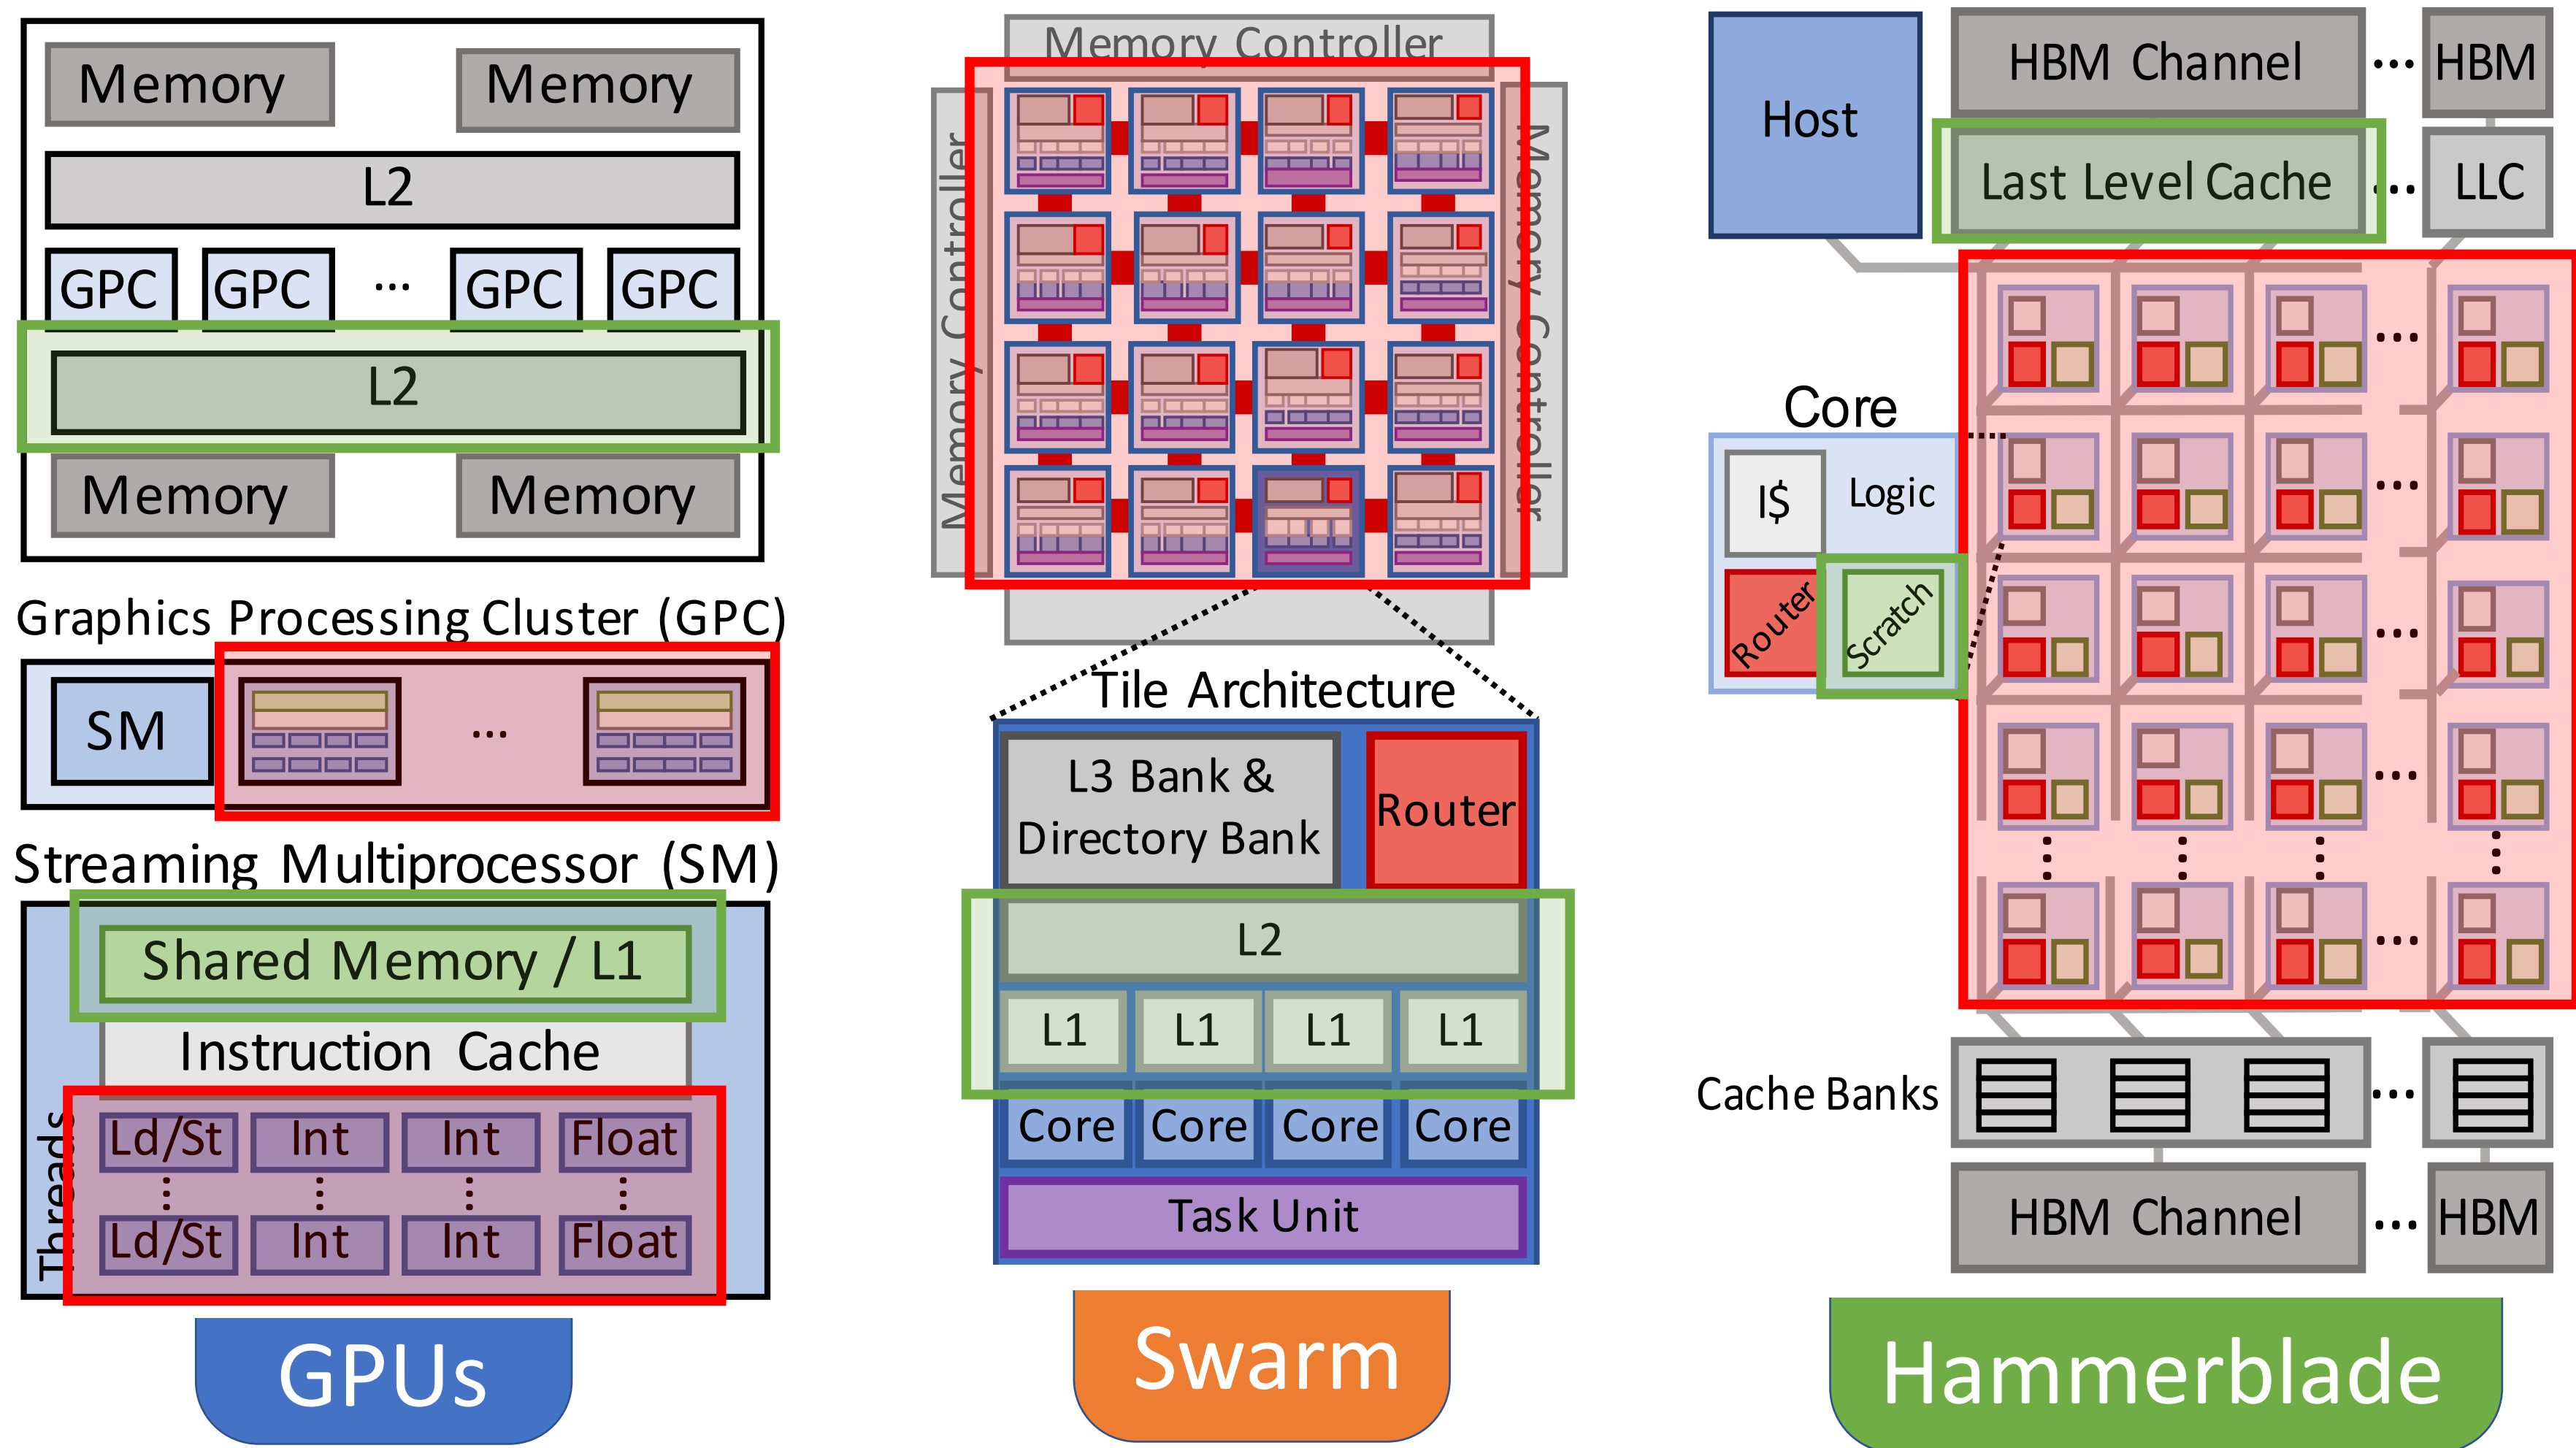 Memory
Memory
L2
GPC
GPC
...
GPC
GPC
L2
Memory
Memory
Graphics Processing Cluster (GPC)
SM
...
Streaming Multiprocessor (SM)
Shared Memory / L1
Instruction Cache
Threads
Ld/St
Int
Int
Float
Ld/St
Int
Int
Float
GPUs
Memory Controller
Memory Controller
Memory Controller
Tile Architecture
L3 Bank &
Directory Bank
Router
L2
L1
L1
L1
L1
Core
Core
Core
Core
Task Unit
Swarm
Host
HBM Channel
...
HBM
Last Level Cache
...
LLC
Core
I$
Logic
Router
Scratch
...
...
...
...
...
Cache Banks
...
HBM Channel
...
HBM
Hammerblade